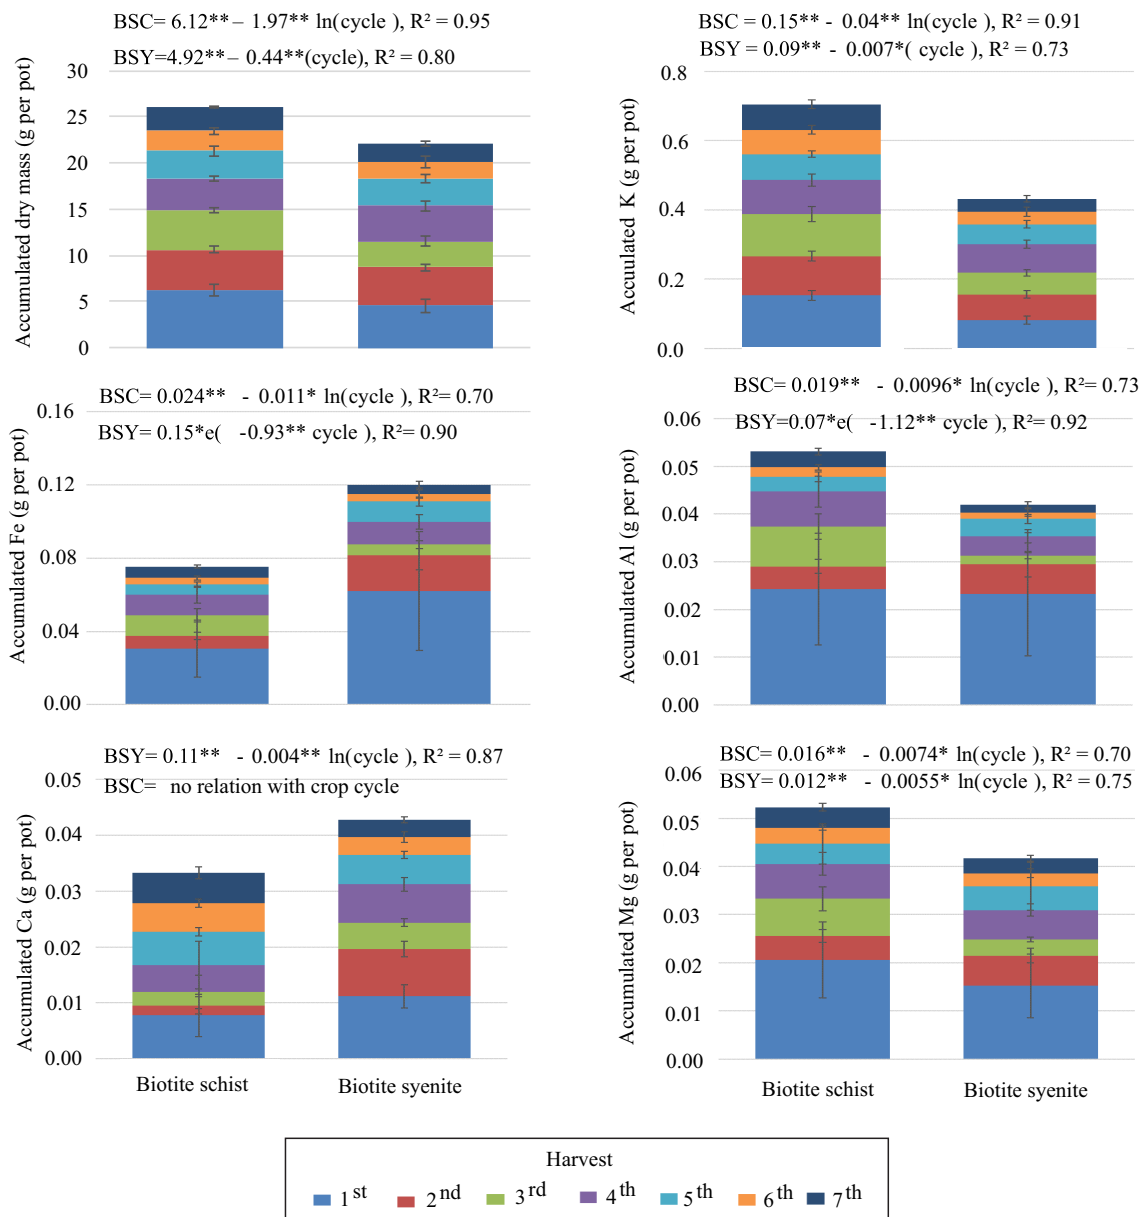 BSC= 6.12**– 1.97** ln(cycle ), R² = 0.95
BSY=4.92**– 0.44**(cycle), R² = 0.80
Accumulated dry mass (g per pot)
30
25
20
15
10
5
0
BSC = 0.15** - 0.04** ln(cycle ), R² = 0.91
BSY = 0.09** - 0.007*( cycle ), R² = 0.73
Accuulated K (g per pot)
0.8
0.6
0.4
0.2
0.0
BSC= 0.024** - 0.011* ln(cycle ), R²= 0.70
BSY= 0.15*e( -0.93** cycle ), R²= 0.90
Accumulated Fe (g per pot)
0.16
0.12
0.08
0.04
0.00
BSC= 0.019** - 0.0096* ln(cycle ), R²= 0.73
BSY=0.07*e( -1.12** cycle ), R²= 0.92
Accumulated Al (g per pot)
0.06
0.05
0.04
0.03
0.02
0.01
0.00
BSY= 0.11** - 0.004** ln(cycle ), R² = 0.87
BSC= no relation with crop cycle
Accumulated Ca (g per pot)
0.05
0.04
0.03
0.02
0.01
0.00
Biotite schist Biotite syenite
BSC= 0.016** - 0.0074* ln(cycle ), R² = 0.70
BSY= 0.012** - 0.0055* ln(cycle ), R² = 0.75
Accumulated Mg (g per pot)
0.06
0.05
0.04
0.03
0.02
0.01
0.00
Biotite schist Biotite syenite
Harvest
1st 2nd 3rd 4th 5th 6th 7th